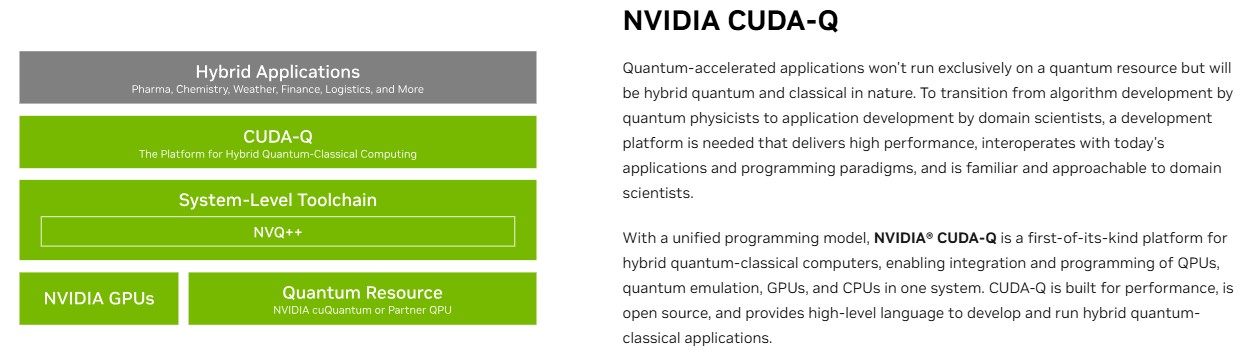 Hybrid Applications
Pharma, Chemistry, Weather, Finance, Logistics, and More
CUDA-Q
The Platform for Hybrid Quantum-Classical Computing
System-Level Toolchain
NVQ++
NVIDIA GPUs
Quantum Resource
NVIDIA cuQuantum or Partner QPU
NVIDIA CUDA-Q
Quantum-accelerated applications won't run exclusively on a quantum resource but will
be hybrid quantum and classical in nature. To transition from algorithm development by
quantum physicists to application development by domain scientists, a development
platform is needed that delivers high performance, interoperates with today's
applications and programming paradigms, and is familiar and approachable to domain
scientists.
With a unified programming model, NVIDIA® CUDA-Q is a first-of-its-kind platform for
hybrid quantum-classical computers, enabling integration and programming of QPUs,
quantum emulation, GPUs, and CPUs in one system. CUDA-Q is built for performance, is
open source, and provides high-level language to develop and run hybrid quantum-
classical applications.